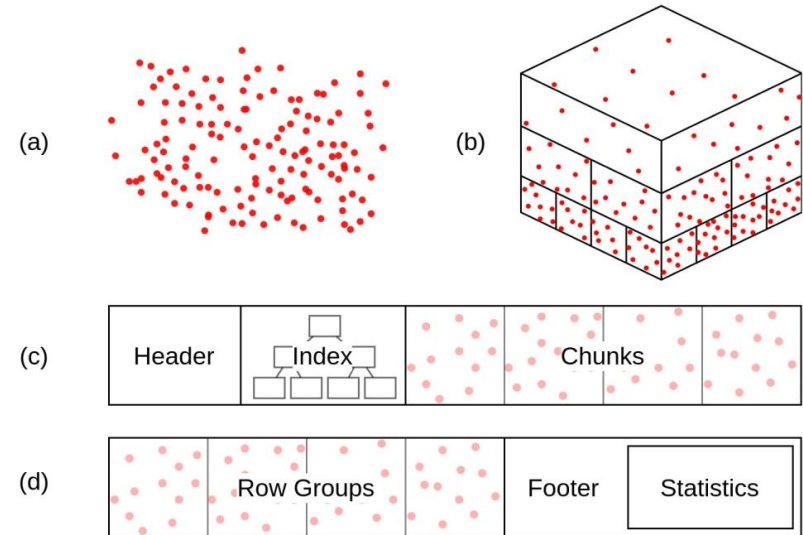 (a)
(b)
(c)
Header
Index
Chunks
(d)
Row Groups
Footer
Statistics